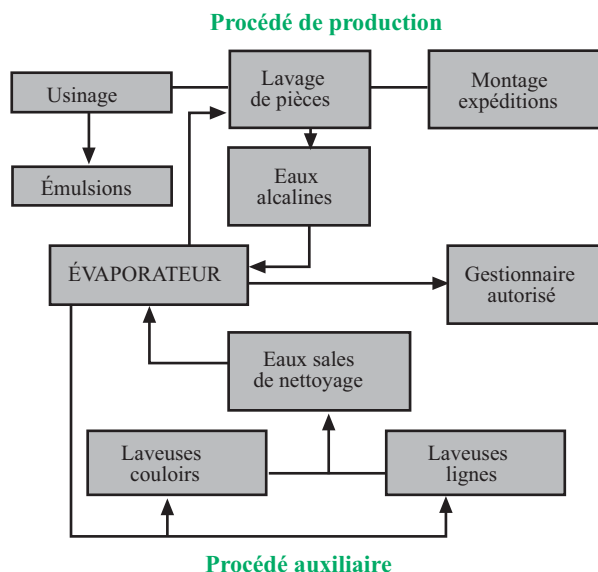 Procédé de production
Usinage
Lavage
de pièces
Montage
expéditions
Émulsions
Eaux
alcalines
ÉVAPORATEUR
Gestionnaire
autorisé
Eaux sales
de nettoyage
Laveuses
couloirs
Laveuses
lignes
Procédé auxiliaire